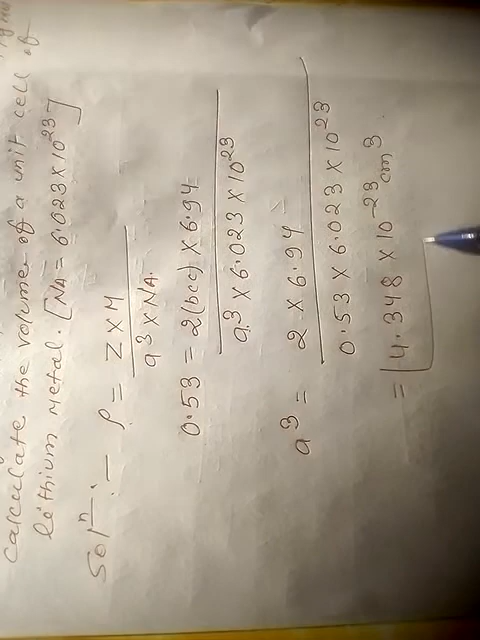 calculate the volume of a unit cell of
lithium metal. [NA = 6.023 X 10^23]
Sol^n :- ρ = Z X M / a^3 X NA.
0.53 = 2(bcc) X 6.94 / a^3 X 6.023 X 10^23
a^3 = 2 X 6.94 / 0.53 X 6.023 X 10^23
= 4.348 X 10^-23 cm^3